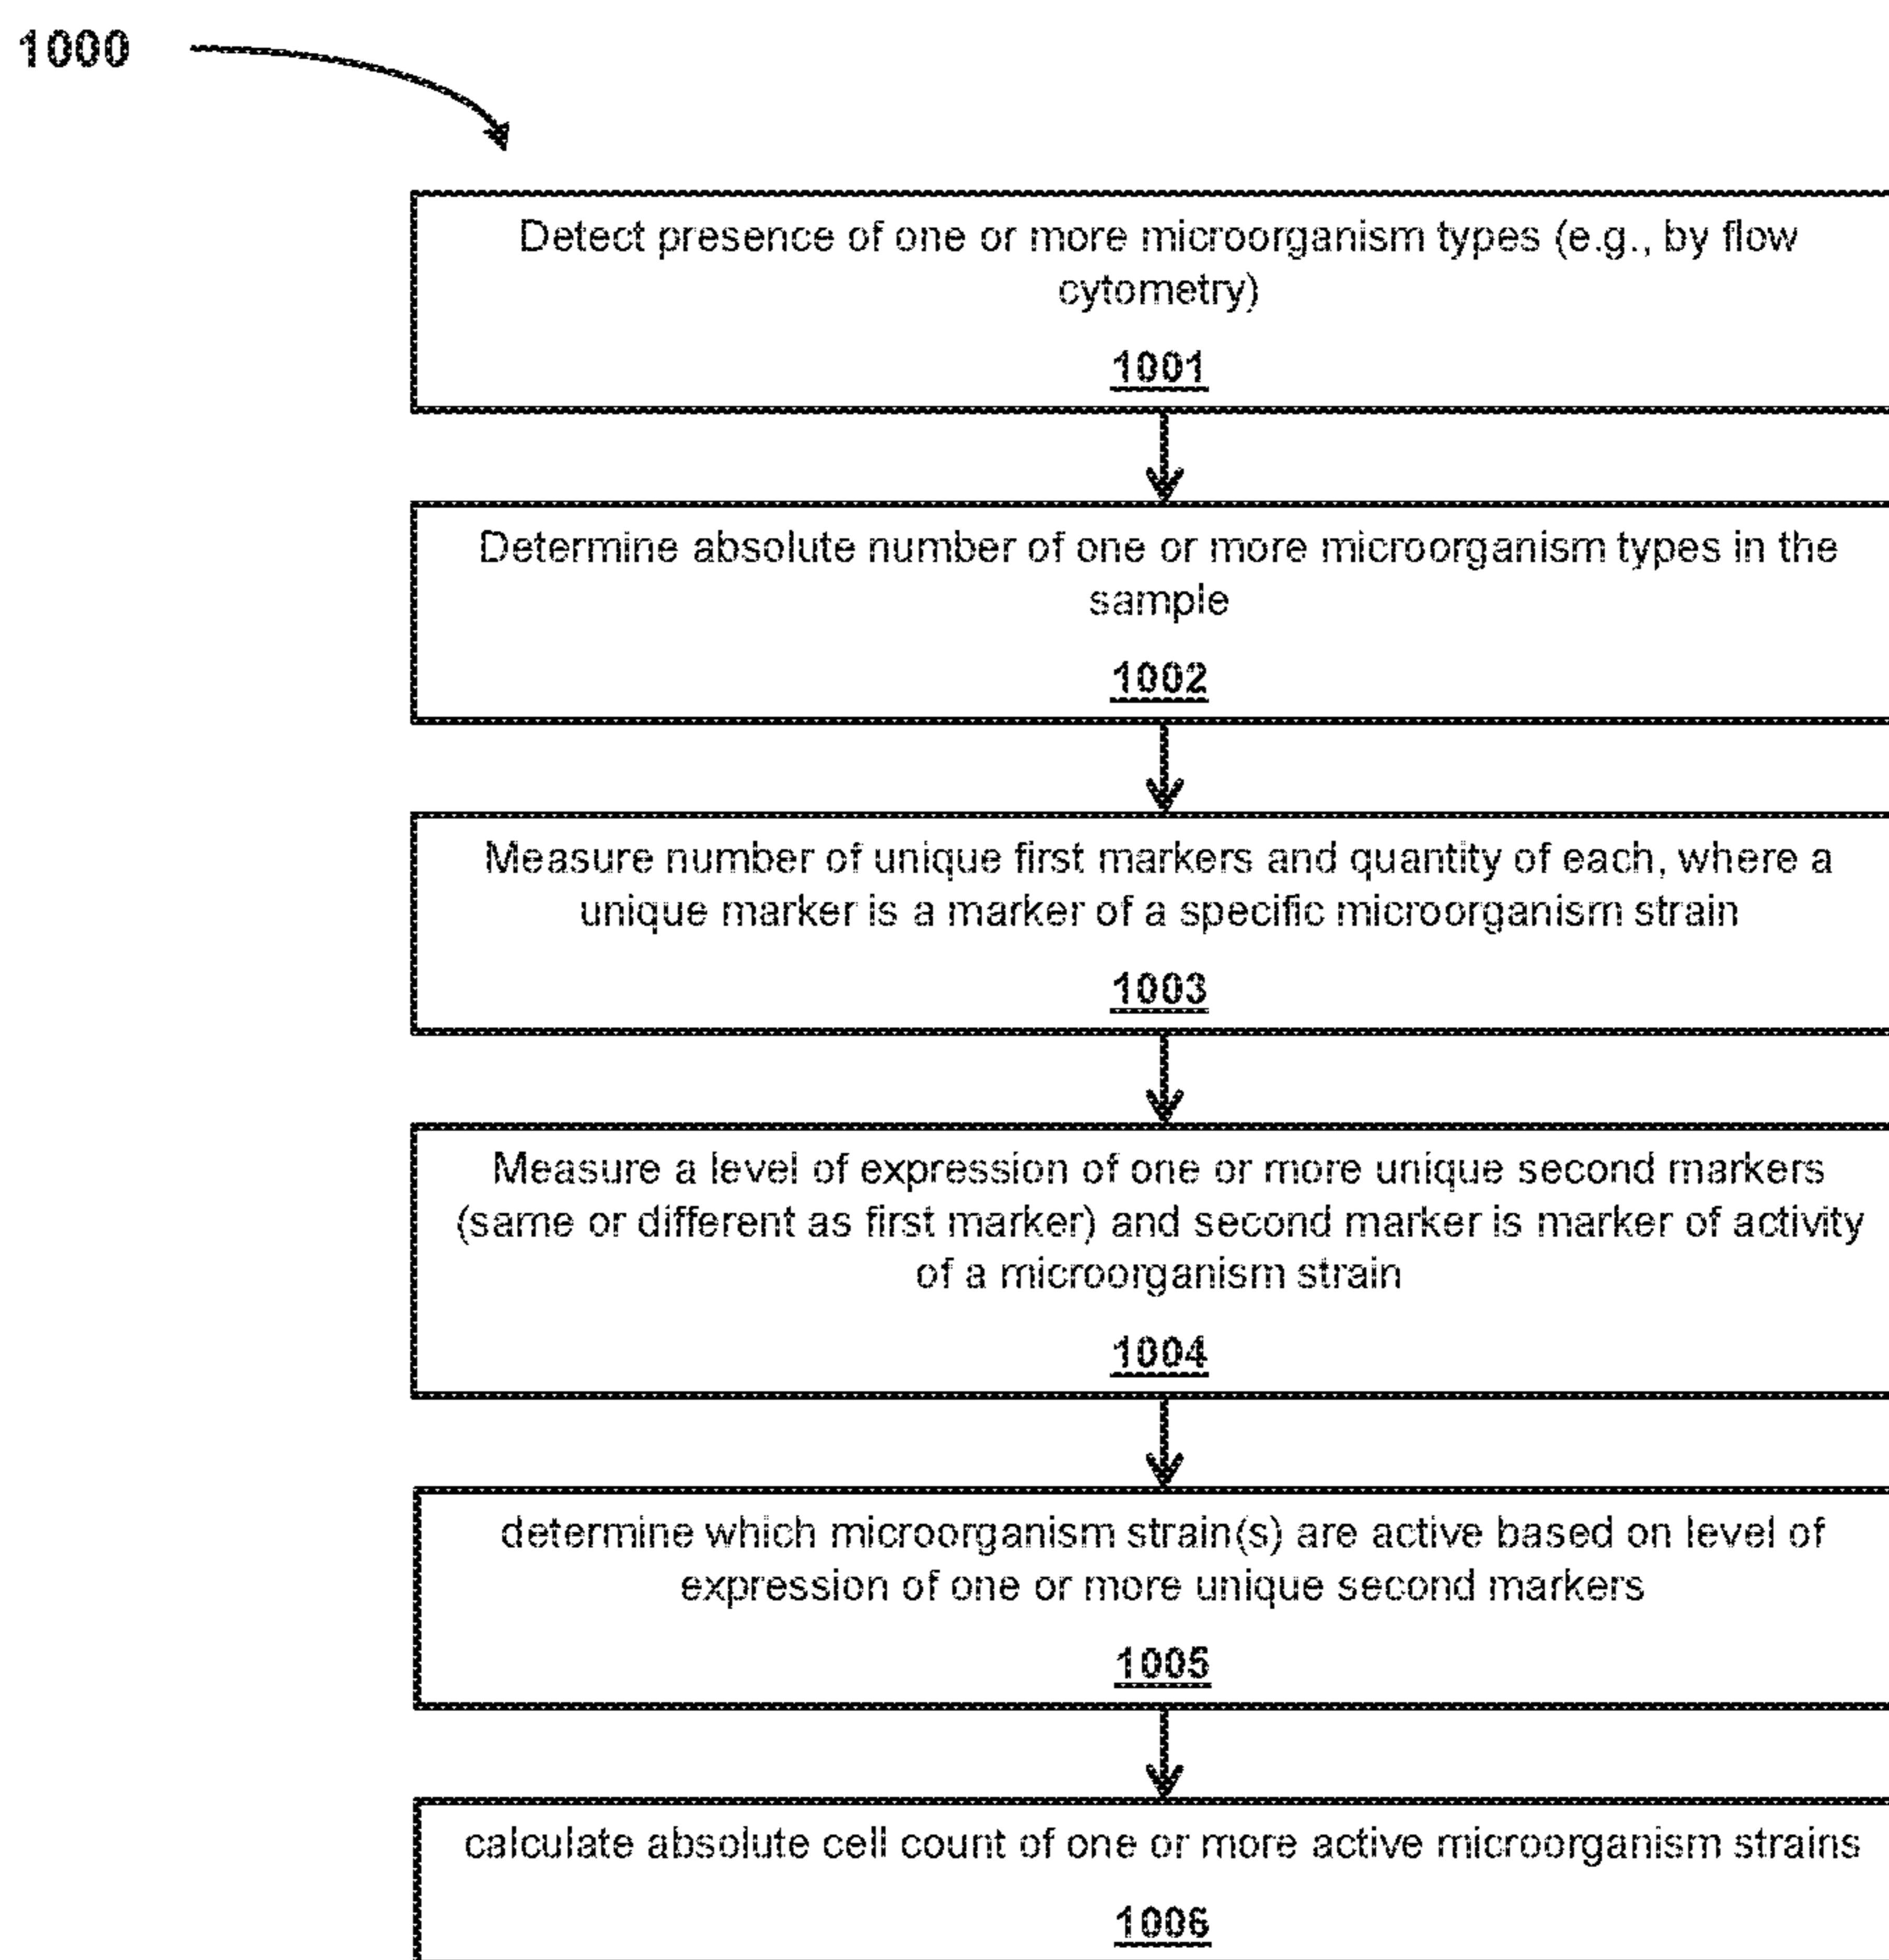 1000
Detect presence of one or more microorganism types (e.g., by flow
cytometry)
1001
Determine absolute number of one or more microorganism types in the
sample
1002
Measure number of unique first markers and quantity of each, where a
unique marker is a marker of a specific microorganism strain
1003
Measure a level of expression of one or more unique second markers
(same or different as first marker) and second marker is marker of activity
of a microorganism strain
1004
determine which microorganism strain(s) are active based on level of
expression of one or more unique second markers
1005
calculate absolute cell count of one or more active microorganism strains
1006